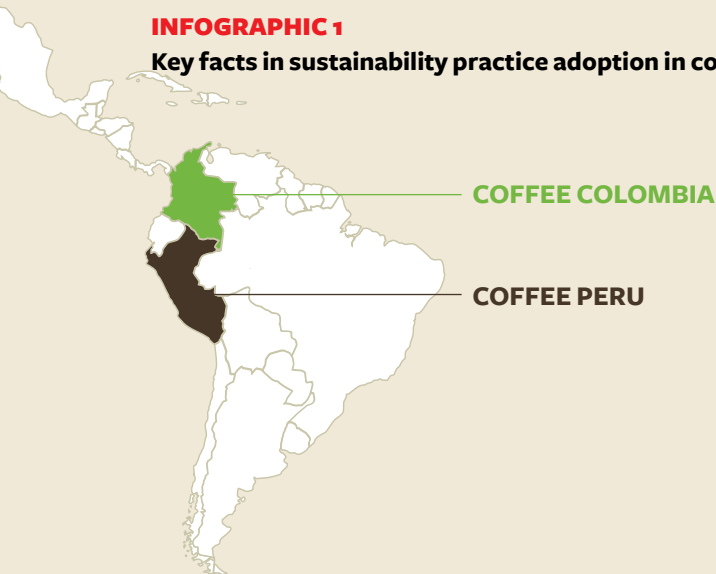 INFOGRAPHIC 1
Key facts in sustainability practice adoption in co
COFFEE COLOMBIA
COFFEE PERU